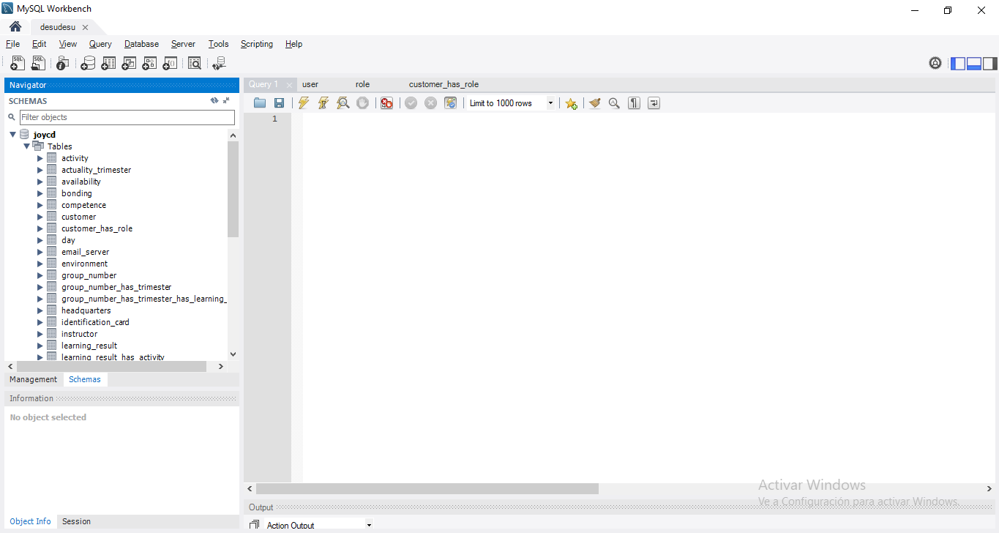 MySQL Workbench
desudesu
File Edit View Query Database Server Tools Scripting Help
Navigator
SCHEMAS
Filter objects
joycd
Tables
activity
actuality_trimester
availability
bonding
competence
customer
customer_has_role
day
email_server
environment
group_number
group_number_has_trimester
group_number_has_trimester_has_learning_
headquarters
identification_card
instructor
learning_result
learning_result_has_activity
Management Schemas
Information
No object selected
Object Info Session
Query 1 user role customer_has_role
Limit to 1000 rows
1
Activar Windows
Ve a Configuración para activar Windows.
Output
Action Output